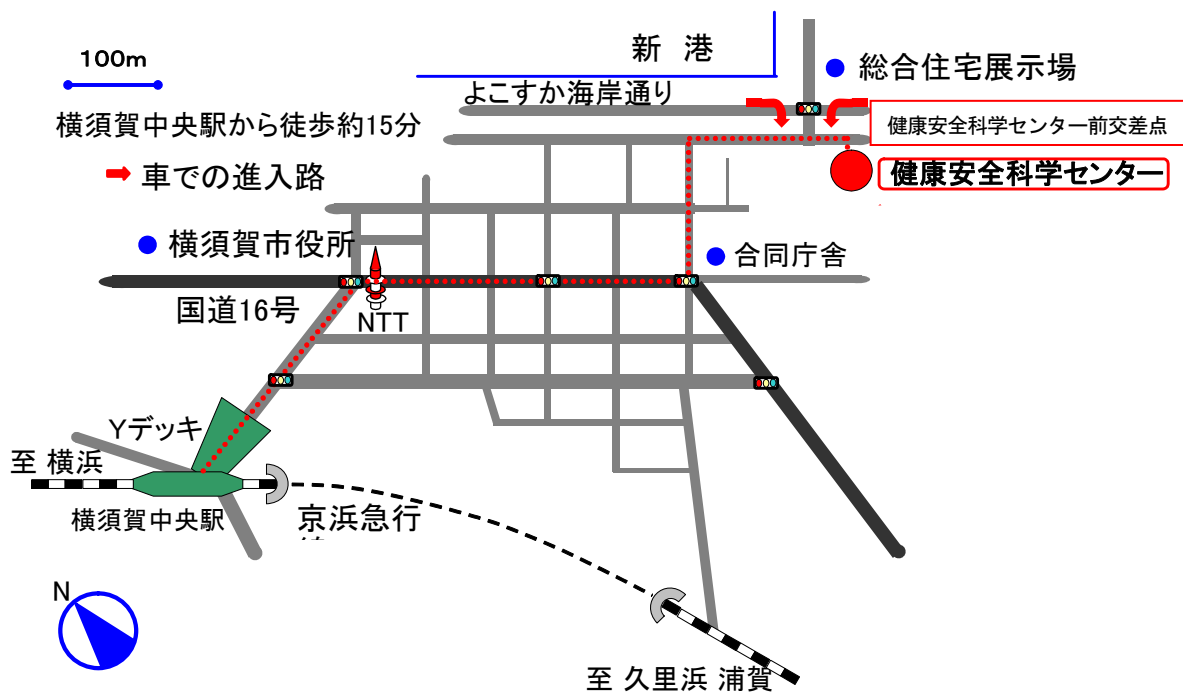 新 港
100m
総合住宅展示場
よこすか海岸通り
横須賀中央駅から徒歩約15分
健康安全科学センター前交差点
車での進入路
健康安全科学センター
横須賀市役所
合同庁舎
国道16号
NTT
Yデッキ
至 横浜
横須賀中央駅
京浜急行
N
至 久里浜 浦賀